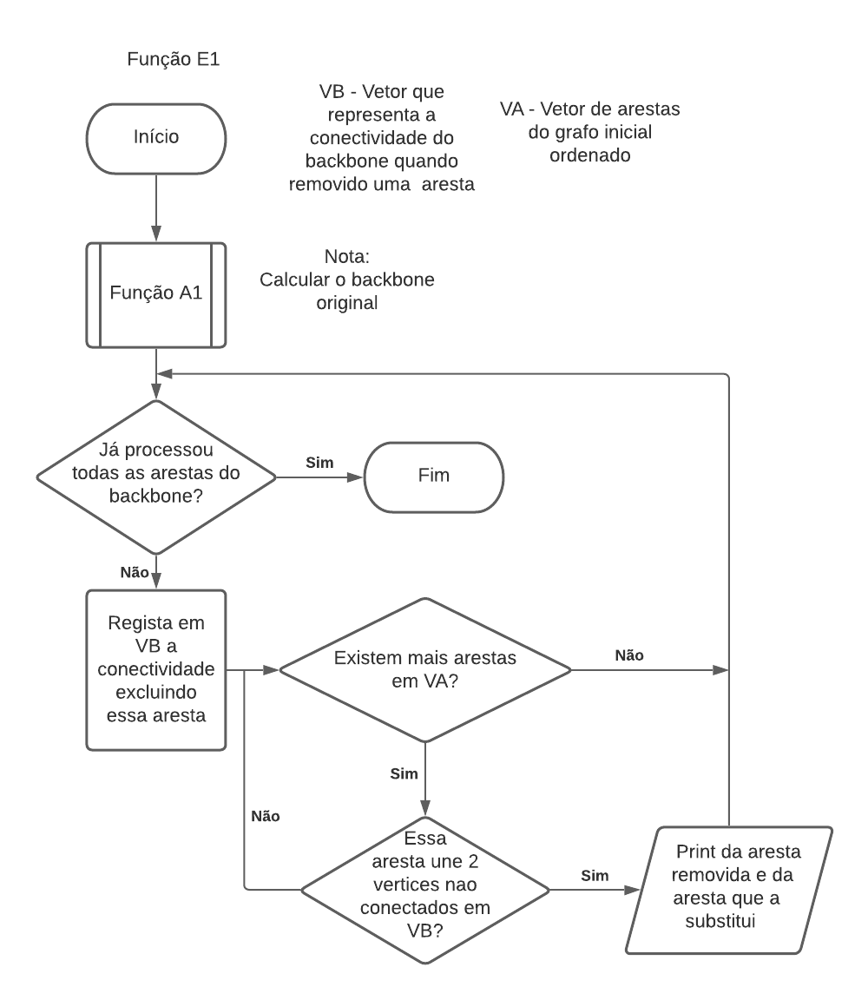 Função E1
VB - Vetor que
representa a
conectividade do
backbone quando
removido uma aresta
VA - Vetor de arestas
do grafo inicial
ordenado
Início
Nota:
Calcular o backbone
original
Função A1
Já processou
todas as arestas do
backbone?
Sim
Fim
Não
Regista em
VB a
conectividade
excluindo
essa aresta
Existem mais arestas
em VA?
Não
Sim
Não
Essa
aresta une 2
vertices nao
conectados em
VB?
Sim
Print da aresta
removida e da
aresta que a
substitui